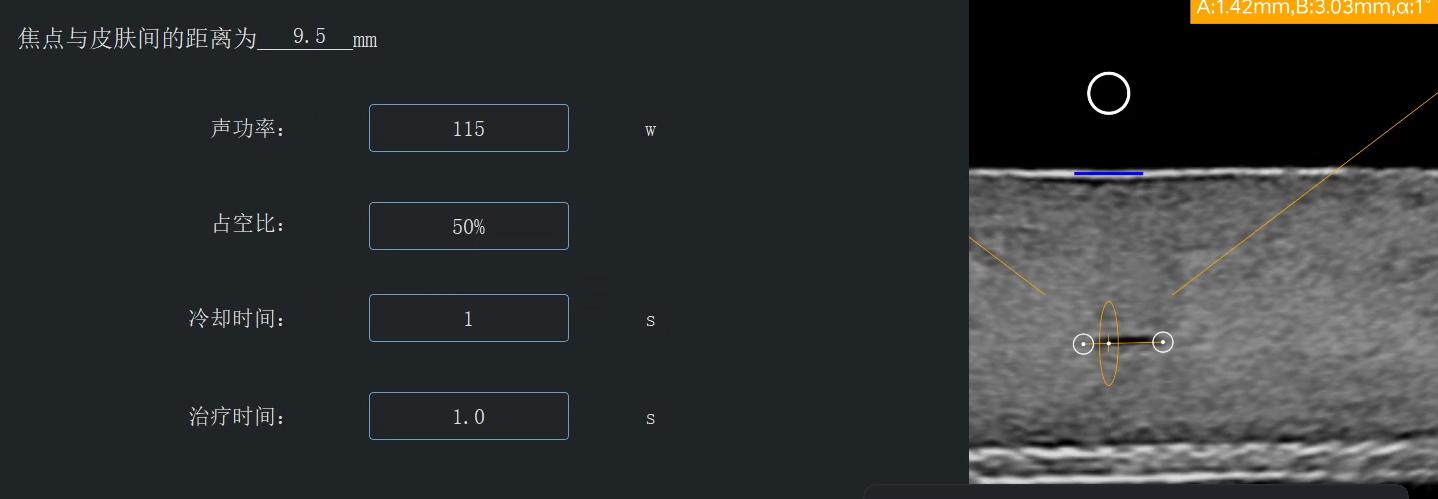 焦点与皮肤间的距离为 9.5 mm
声功率: 115 w
占空比: 50%
冷却时间: 1 s
治疗时间: 1.0 s
A:1.42mm,B:3.03mm,α:1°